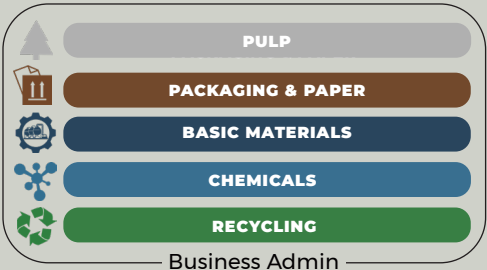 PULP
PACKAGING & PAPER
BASIC MATERIALS
CHEMICALS
RECYCLING
Business Admin